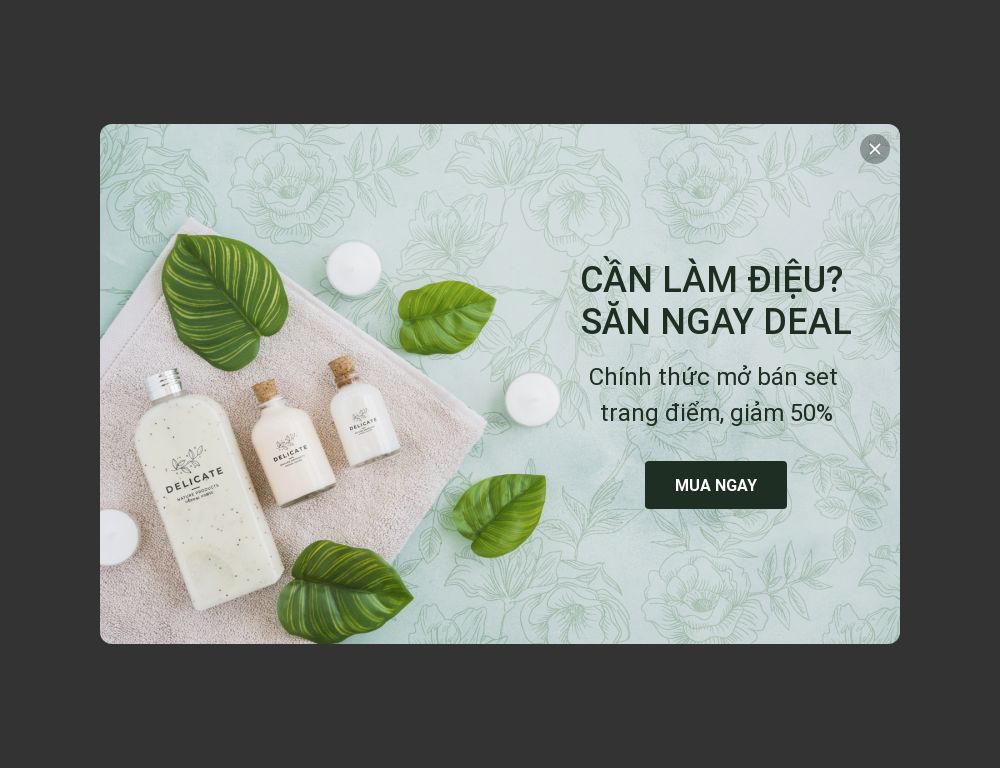 CẦN LÀM ĐIỆU?
SĂN NGAY DEAL
Chính thức mở bán set
trang điểm, giảm 50%
MUA NGAY
DELICATE
NATURE PRODUCTS
DELICATE
DELICATE